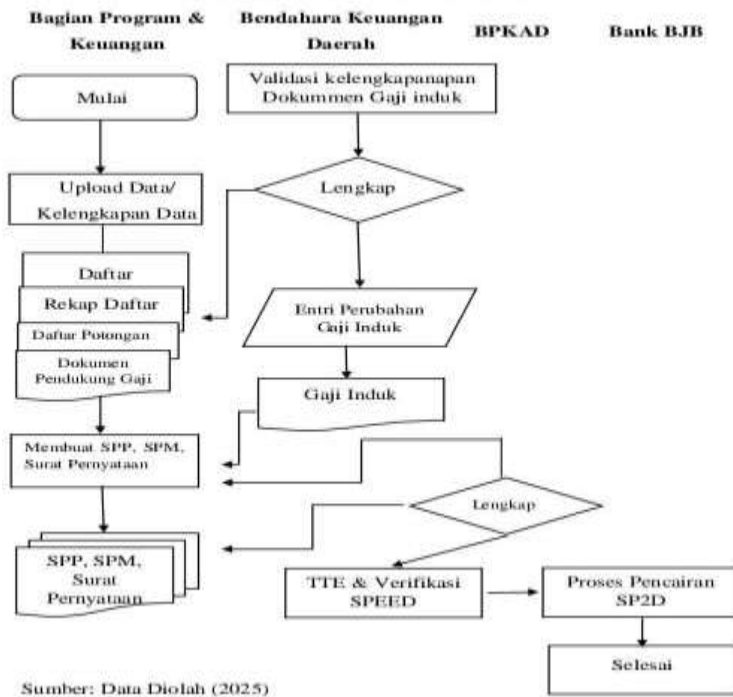 Bagian Program &
Keuangan
Bendahara Keuangan
Daerah
BPKAD
Bank BJB
Mulai
Validasi kelengkapanapan
Dokummen Gaji induk
Upload Data/
Kelengkapan Data
Lengkap
Daftar
Rekap Daftar
Daftar Potongan
Dokumen
Pendukung Gaji
Entri Perubahan
Gaji Induk
Gaji Induk
Membuat SPP, SPM,
Surat Pernyataan
Lengkap
SPP, SPM,
Surat
Pernyataan
TTE & Verifikasi
SPEED
Proses Pencairan
SP2D
Selesai
Sumber: Data Diolah (2025)